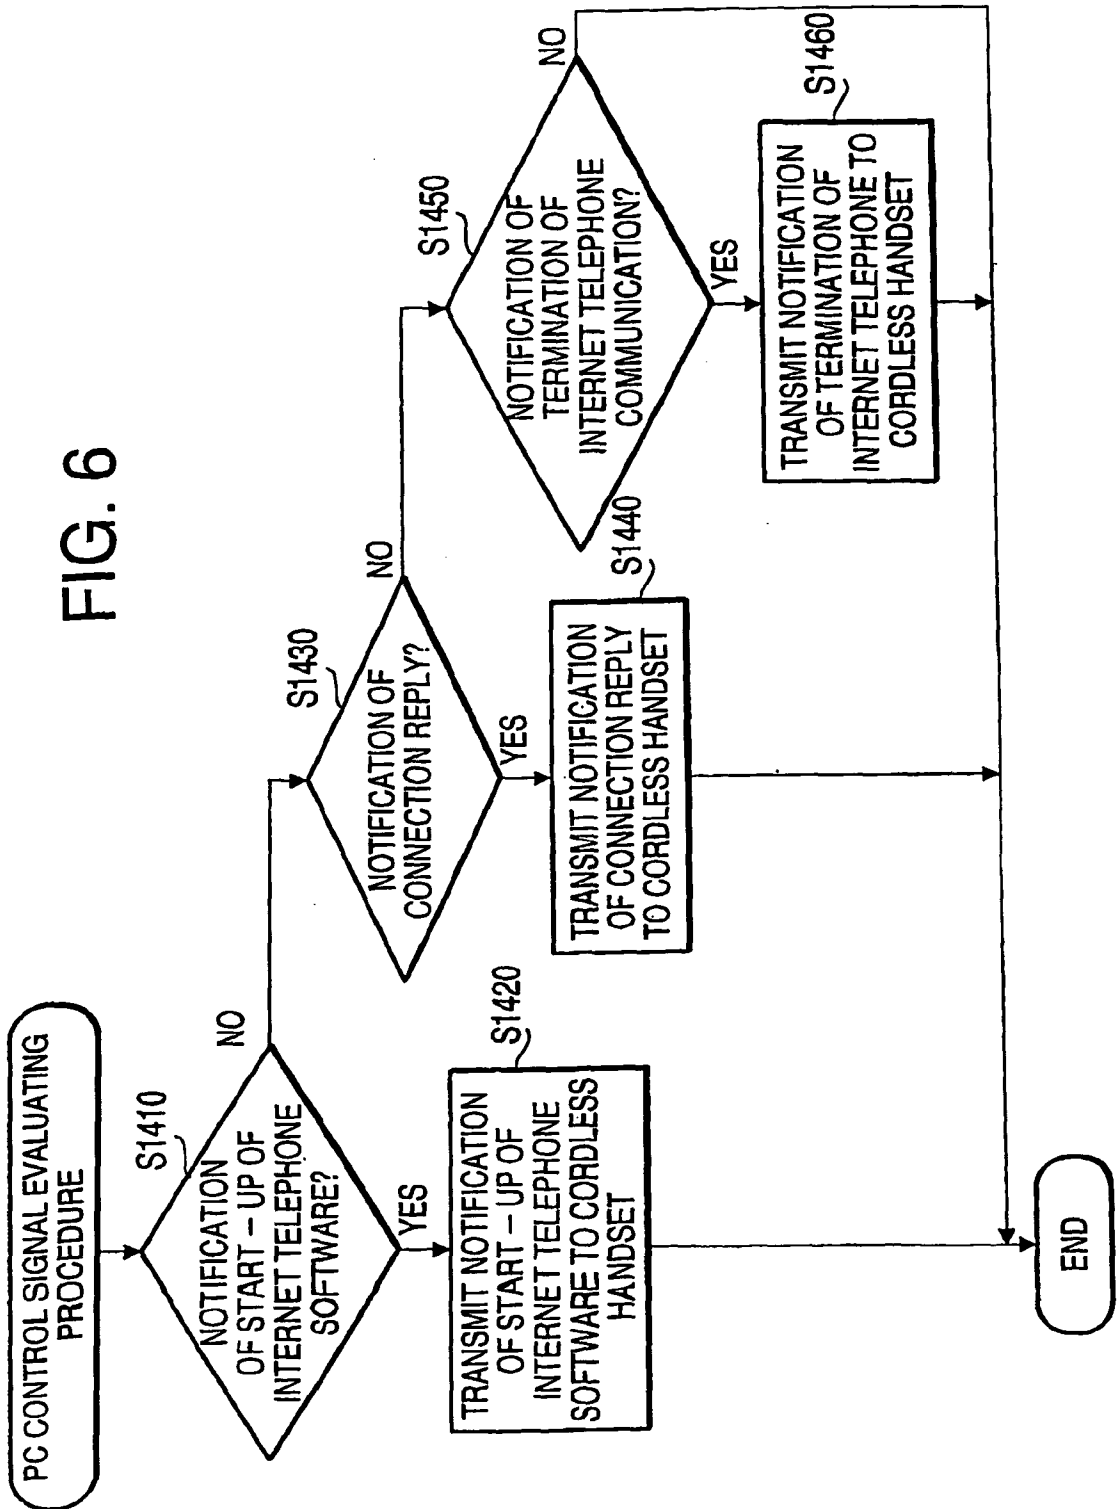 FIG. 6
PC CONTROL SIGNAL EVALUATING
PROCEDURE
S1410
NOTIFICATION
OF START – UP OF
INTERNET TELEPHONE
SOFTWARE?
NO
YES
S1420
TRANSMIT NOTIFICATION
OF START – UP OF
INTERNET TELEPHONE
SOFTWARE TO CORDLESS
HANDSET
S1430
NOTIFICATION OF
CONNECTION REPLY?
NO
YES
S1440
TRANSMIT NOTIFICATION
OF CONNECTION REPLY
TO CORDLESS HANDSET
S1450
NOTIFICATION OF
TERMINATION OF
INTERNET TELEPHONE
COMMUNICATION?
NO
YES
S1460
TRANSMIT NOTIFICATION
OF TERMINATION OF
INTERNET TELEPHONE TO
CORDLESS HANDSET
END